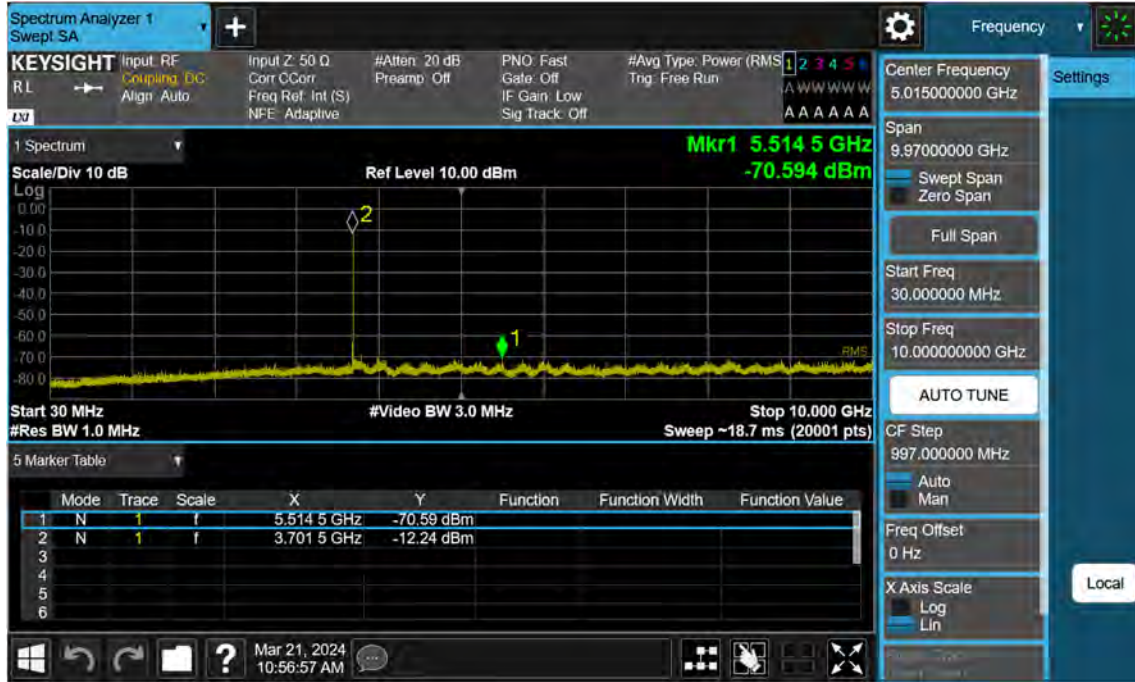 Spectrum Analyzer 1
Swept SA
Frequency
KEYSIGHT
RL
LXI
Input: RF
Coupling: DC
Align: Auto
Input Z: 50 Ω
Corr CCorr
Freq Ref: Int (S)
NFE: Adaptive
#Atten: 20 dB
Preamp: Off
PNO: Fast
Gate: Off
IF Gain: Low
Sig Track: Off
#Avg Type: Power (RMS
Trig: Free Run
1 2 3 4 5 6
A W W W W W
A A A A A A
1 Spectrum
Scale/Div 10 dB
Ref Level 10.00 dBm
Mkr1 5.514 5 GHz
-70.594 dBm
Log
0.00
-10.0
-20.0
-30.0
-40.0
-50.0
-60.0
-70.0
-80.0
2
1
RMS
Start 30 MHz
#Video BW 3.0 MHz
Stop 10.000 GHz
#Res BW 1.0 MHz
Sweep ~18.7 ms (20001 pts)
5 Marker Table
Mode Trace Scale X Y Function Function Width Function Value
1 N 1 f 5.514 5 GHz -70.59 dBm
2 N 1 f 3.701 5 GHz -12.24 dBm
3
4
5
6
Mar 21, 2024
10:56:57 AM
Center Frequency
5.015000000 GHz
Span
9.97000000 GHz
Swept Span
Zero Span
Full Span
Start Freq
30.000000 MHz
Stop Freq
10.000000000 GHz
AUTO TUNE
CF Step
997.000000 MHz
Auto
Man
Freq Offset
0 Hz
X Axis Scale
Log
Lin
Settings
Local